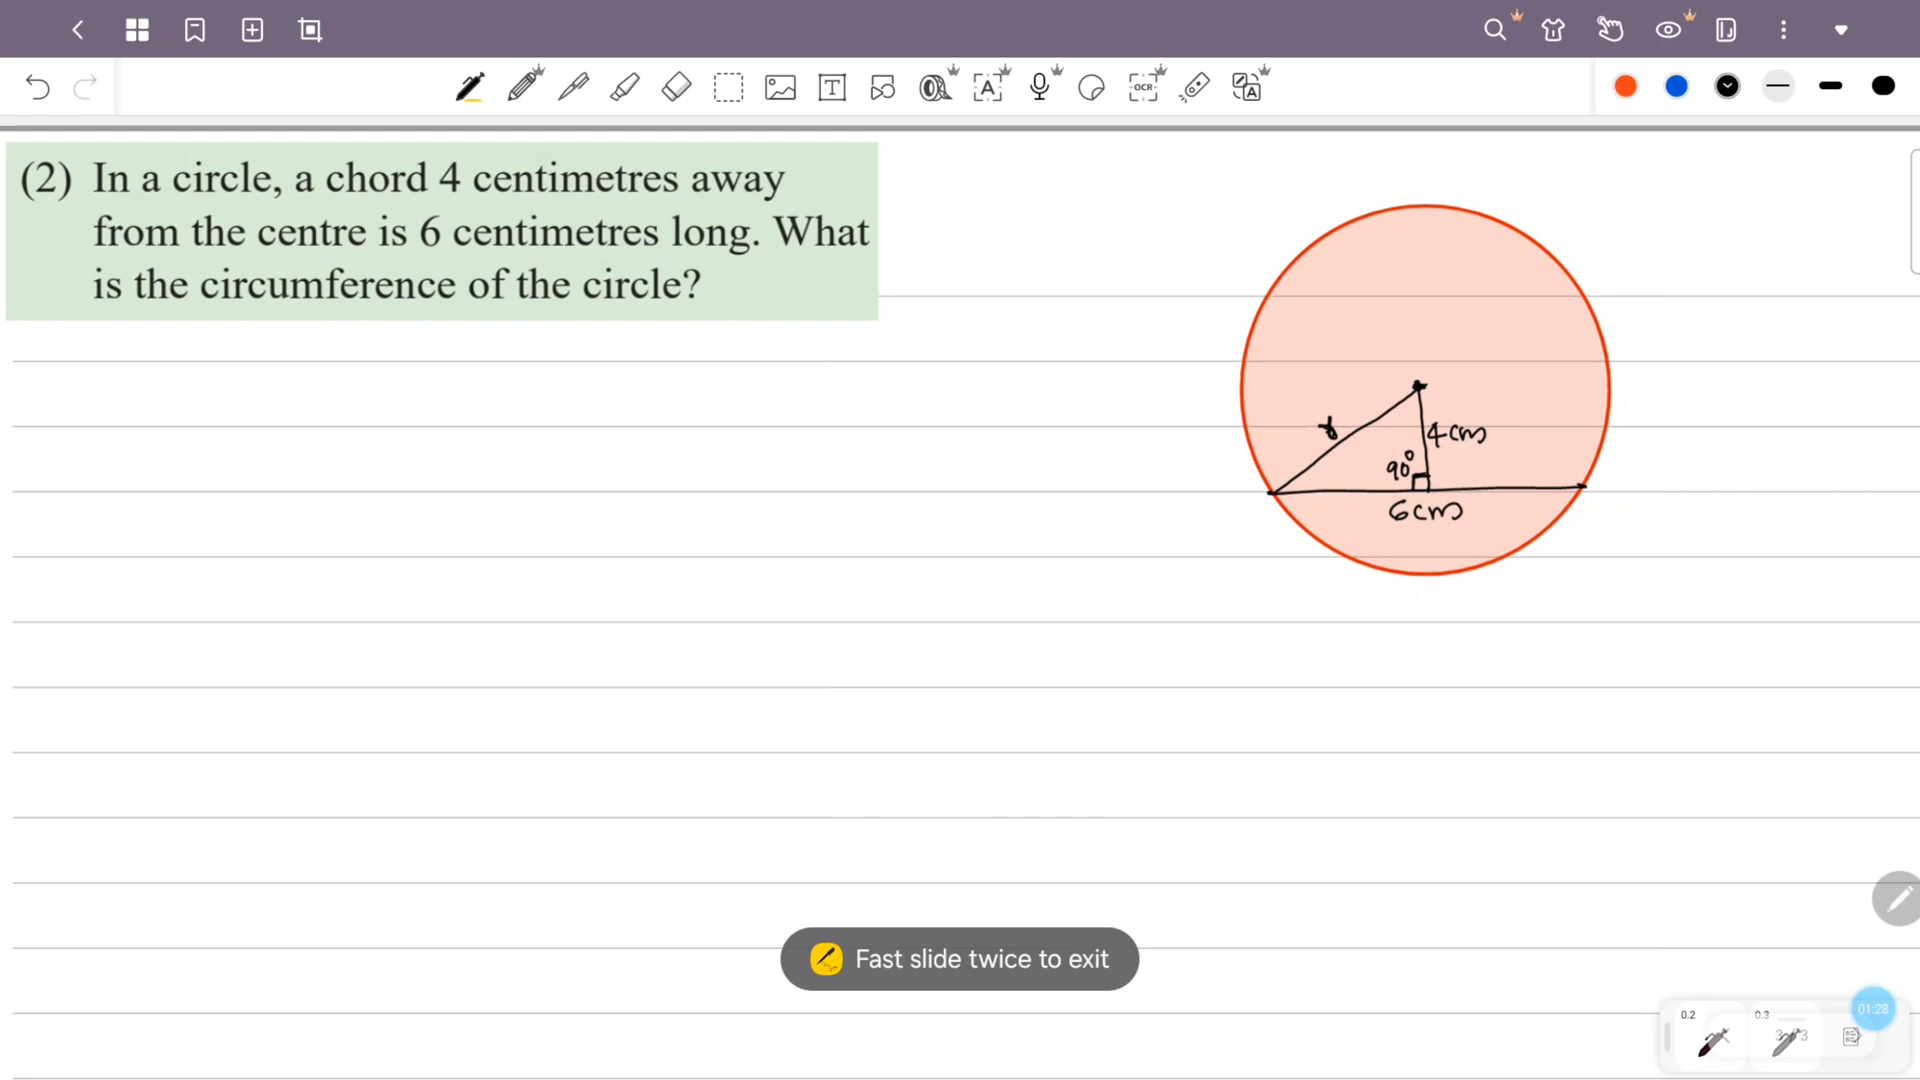 (2) In a circle, a chord 4 centimetres away
from the centre is 6 centimetres long. What
is the circumference of the circle?
r
4cm
90°
6cm
Fast slide twice to exit
01:28
0.2
0.3